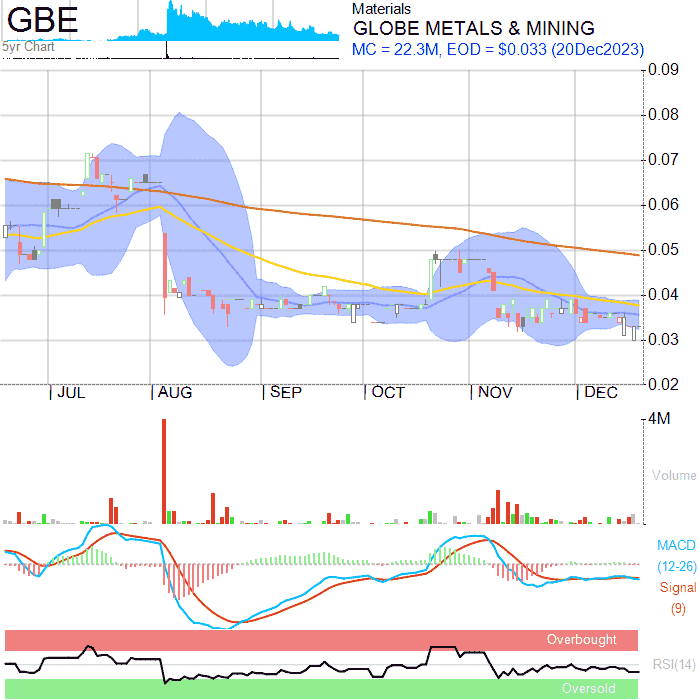 GBE
5yr Chart
Materials
GLOBE METALS & MINING
MC = 22.3M, EOD = $0.033 (20Dec2023)
0.09
0.08
0.07
0.06
0.05
0.04
0.03
0.02
JUL AUG SEP OCT NOV DEC
4M
Volume
MACD
(12-26)
Signal
(9)
Overbought
RSI(14)
Oversold